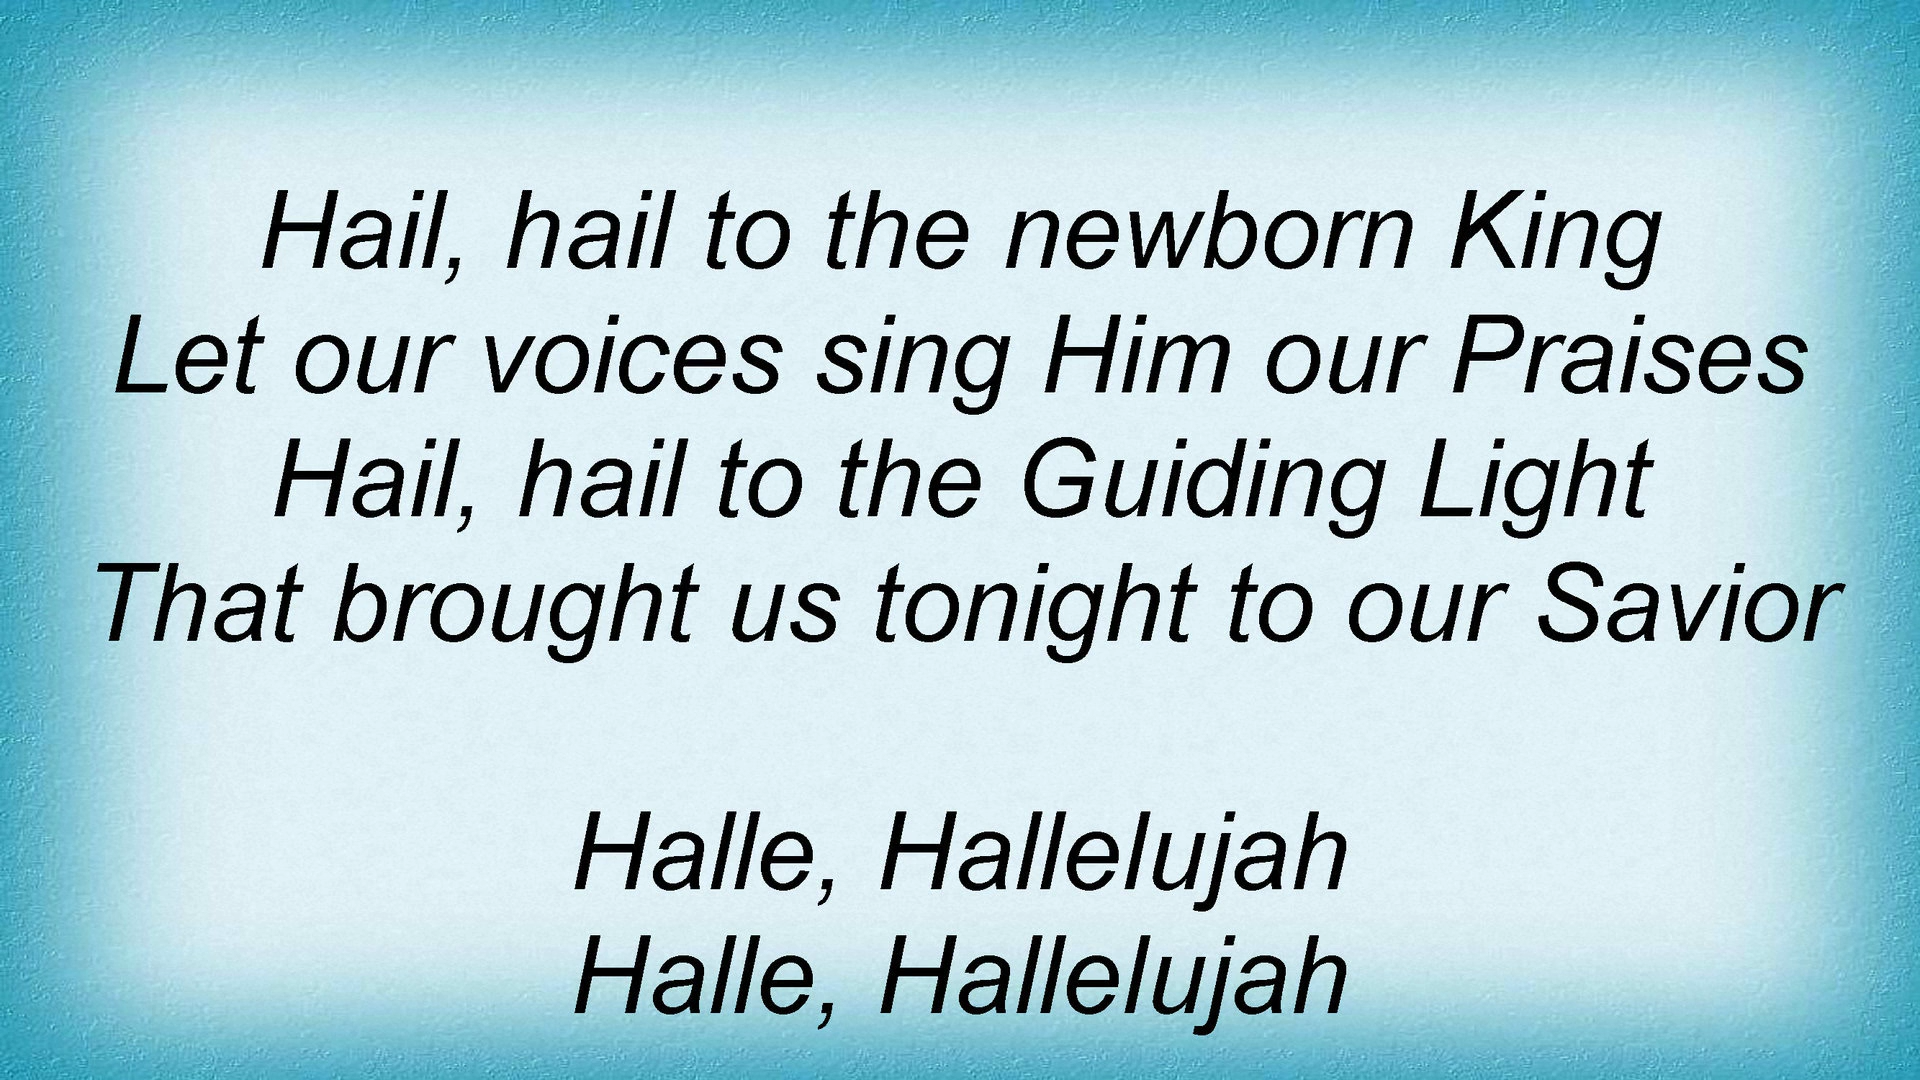 Hail, hail to the newborn King
Let our voices sing Him our Praises
Hail, hail to the Guiding Light
That brought us tonight to our Savior
Halle, Hallelujah
Halle, Hallelujah